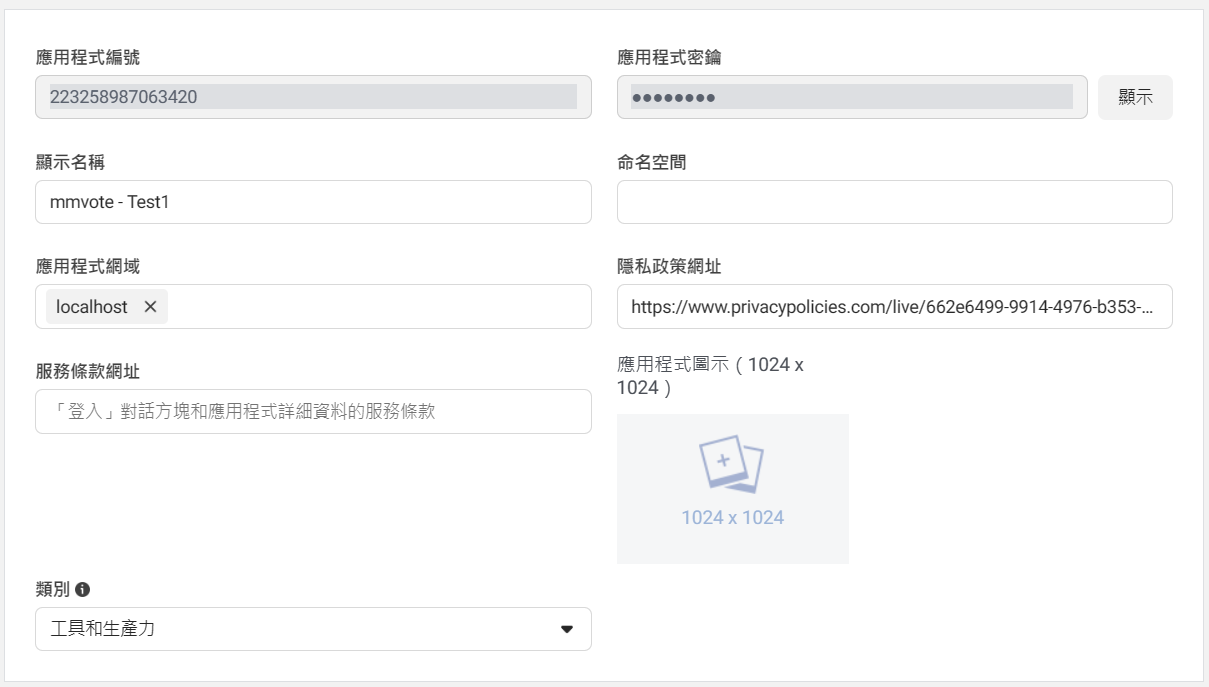 應用程式編號
應用程式密鑰
223258987063420
●●●●●●●●
顯示
顯示名稱
命名空間
mmvote - Test1
應用程式網域
隱私政策網址
localhost
https://www.privacypolicies.com/live/662e6499-9914-4976-b353-...
服務條款網址
應用程式圖示（1024 x
1024）
「登入」對話方塊和應用程式詳細資料的服務條款
1024 x 1024
類別
工具和生產力